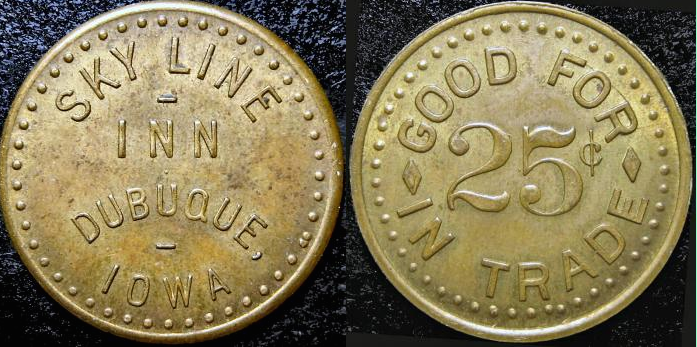 SKY LINE
INN
DUBUQUE,
IOWA
GOOD FOR
25¢
IN TRADE